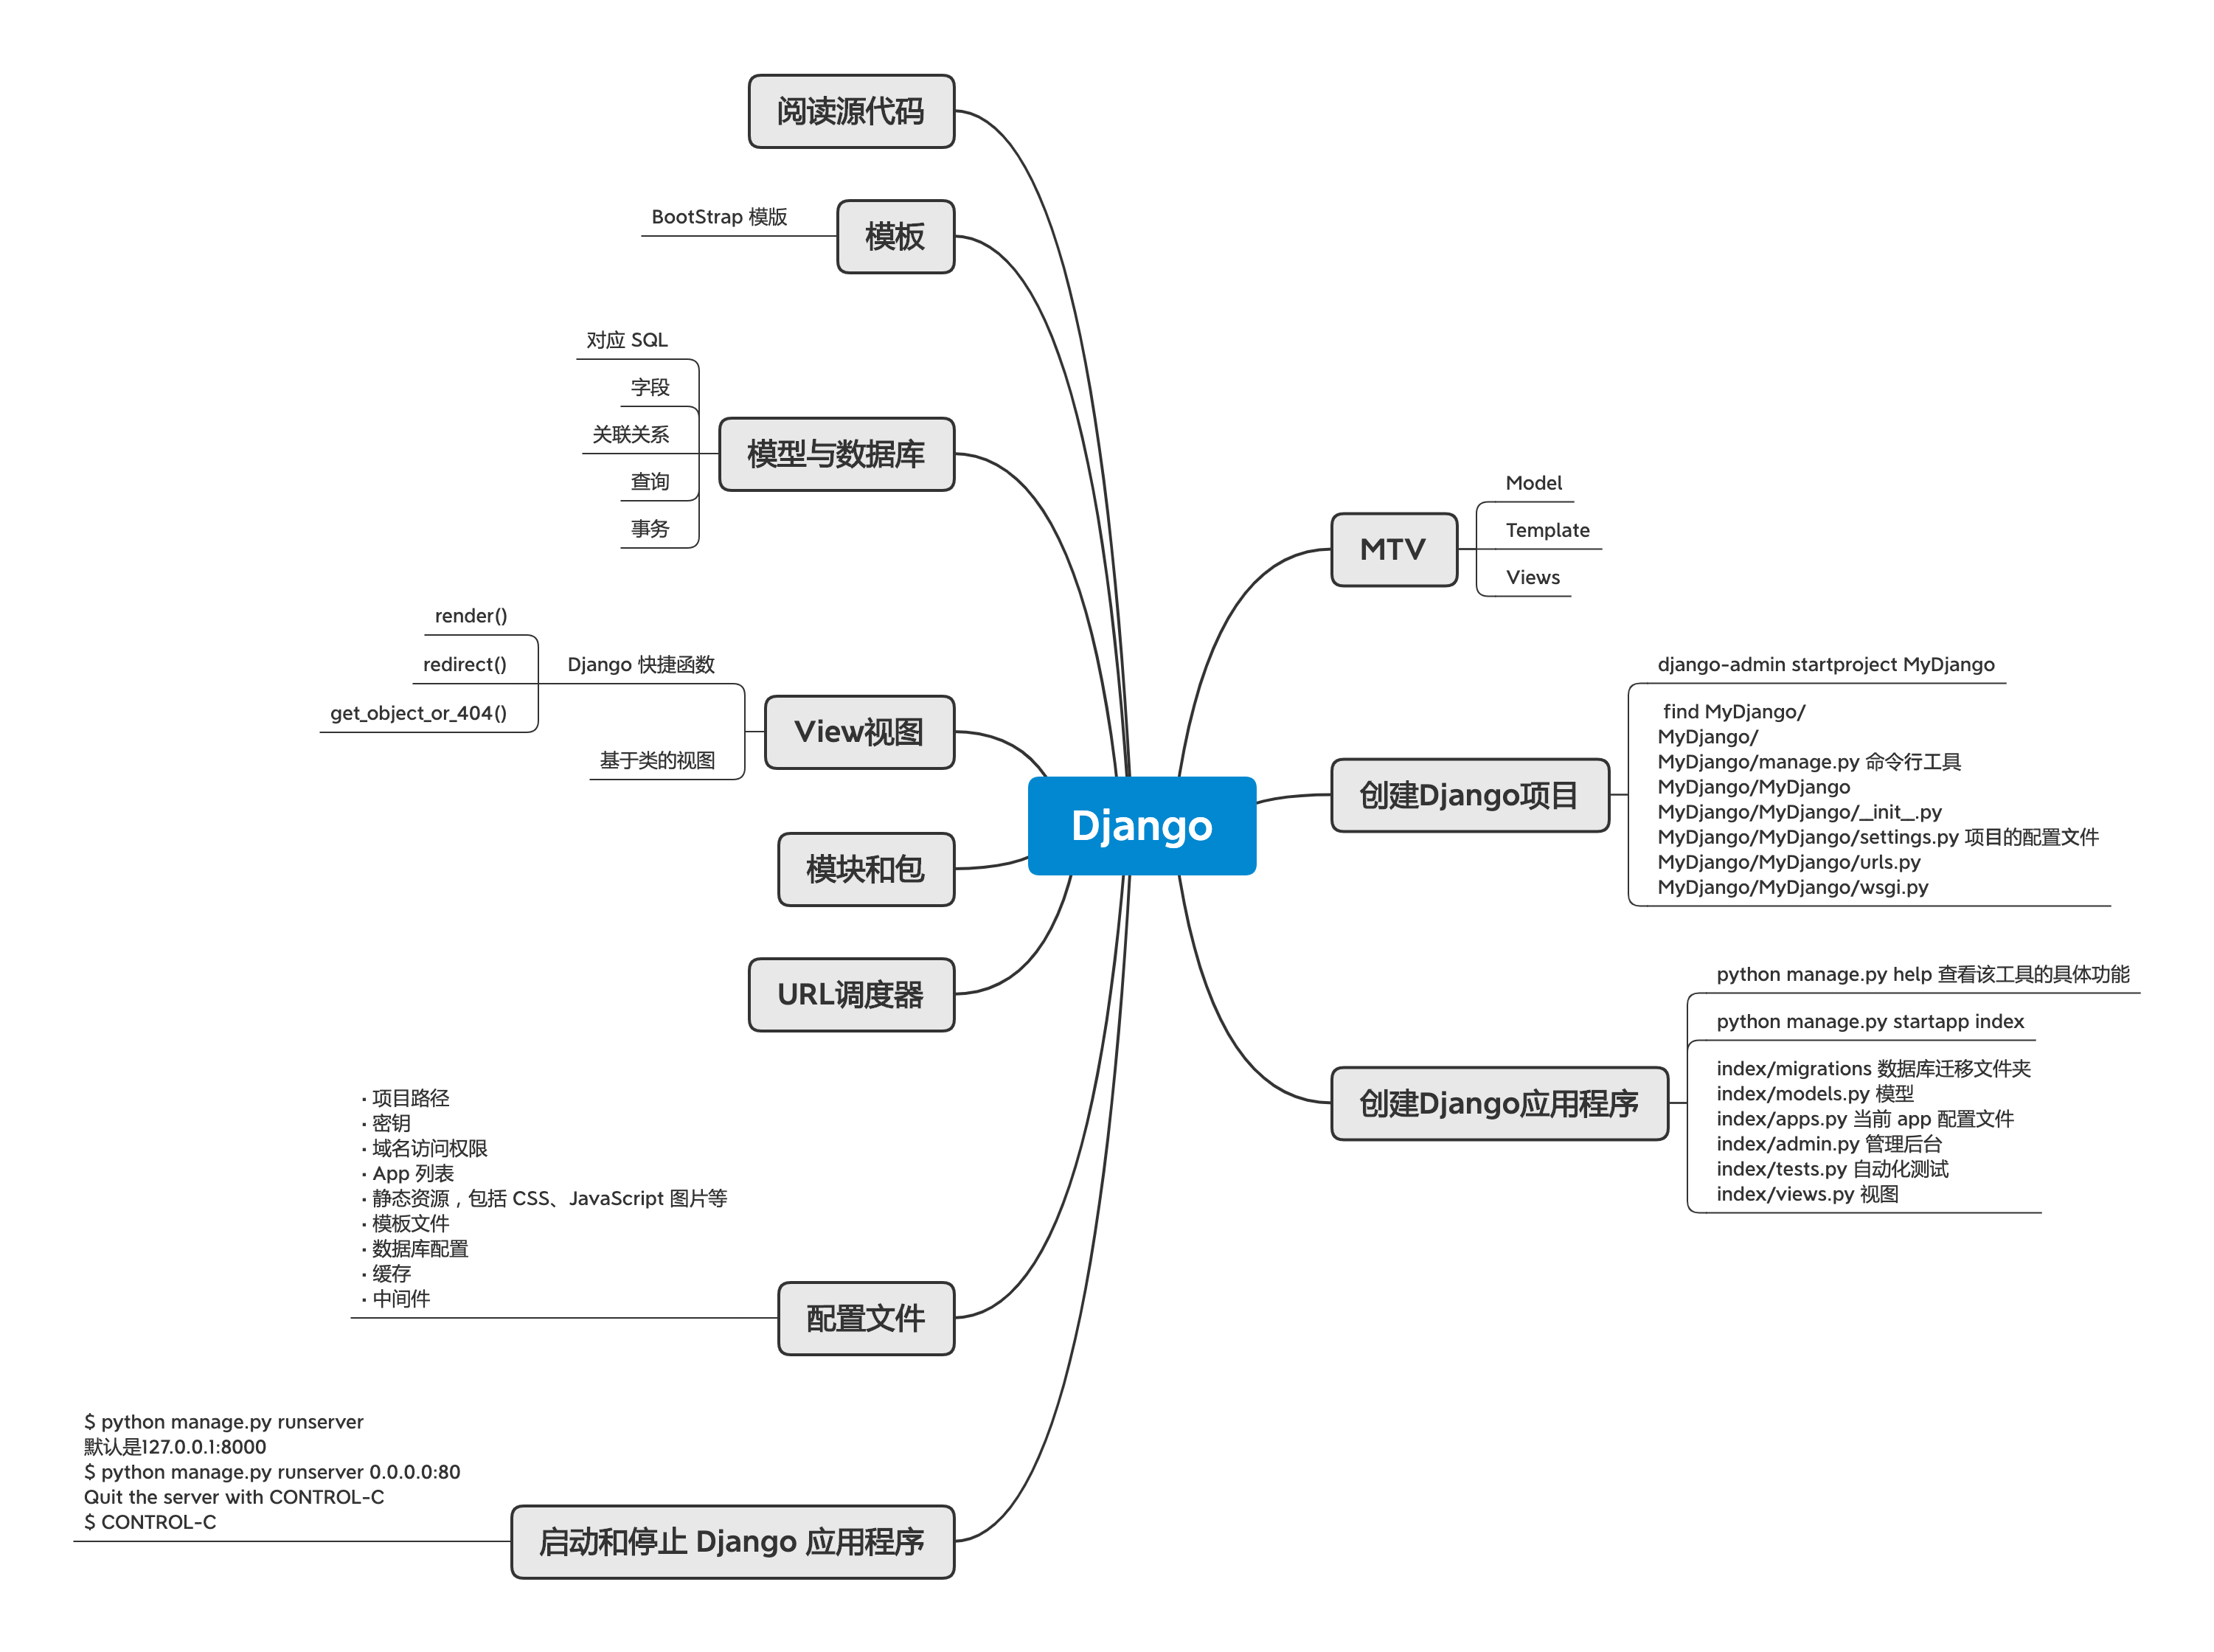 Django
MTV
Model
Template
Views
创建Django项目
django-admin startproject MyDjango
find MyDjango/
MyDjango/
MyDjango/manage.py 命令行工具
MyDjango/MyDjango
MyDjango/MyDjango/__init__.py
MyDjango/MyDjango/settings.py 项目的配置文件
MyDjango/MyDjango/urls.py
MyDjango/MyDjango/wsgi.py
创建Django应用程序
python manage.py help 查看该工具的具体功能
python manage.py startapp index
index/migrations 数据库迁移文件夹
index/models.py 模型
index/apps.py 当前 app 配置文件
index/admin.py 管理后台
index/tests.py 自动化测试
index/views.py 视图
阅读源代码
模板
BootStrap 模版
模型与数据库
对应 SQL
字段
关联关系
查询
事务
View视图
Django 快捷函数
render()
redirect()
get_object_or_404()
基于类的视图
模块和包
URL调度器
配置文件
· 项目路径
· 密钥
· 域名访问权限
· App 列表
· 静态资源，包括 CSS、JavaScript 图片等
· 模板文件
· 数据库配置
· 缓存
· 中间件
启动和停止 Django 应用程序
$ python manage.py runserver
默认是127.0.0.1:8000
$ python manage.py runserver 0.0.0.0:80
Quit the server with CONTROL-C
$ CONTROL-C